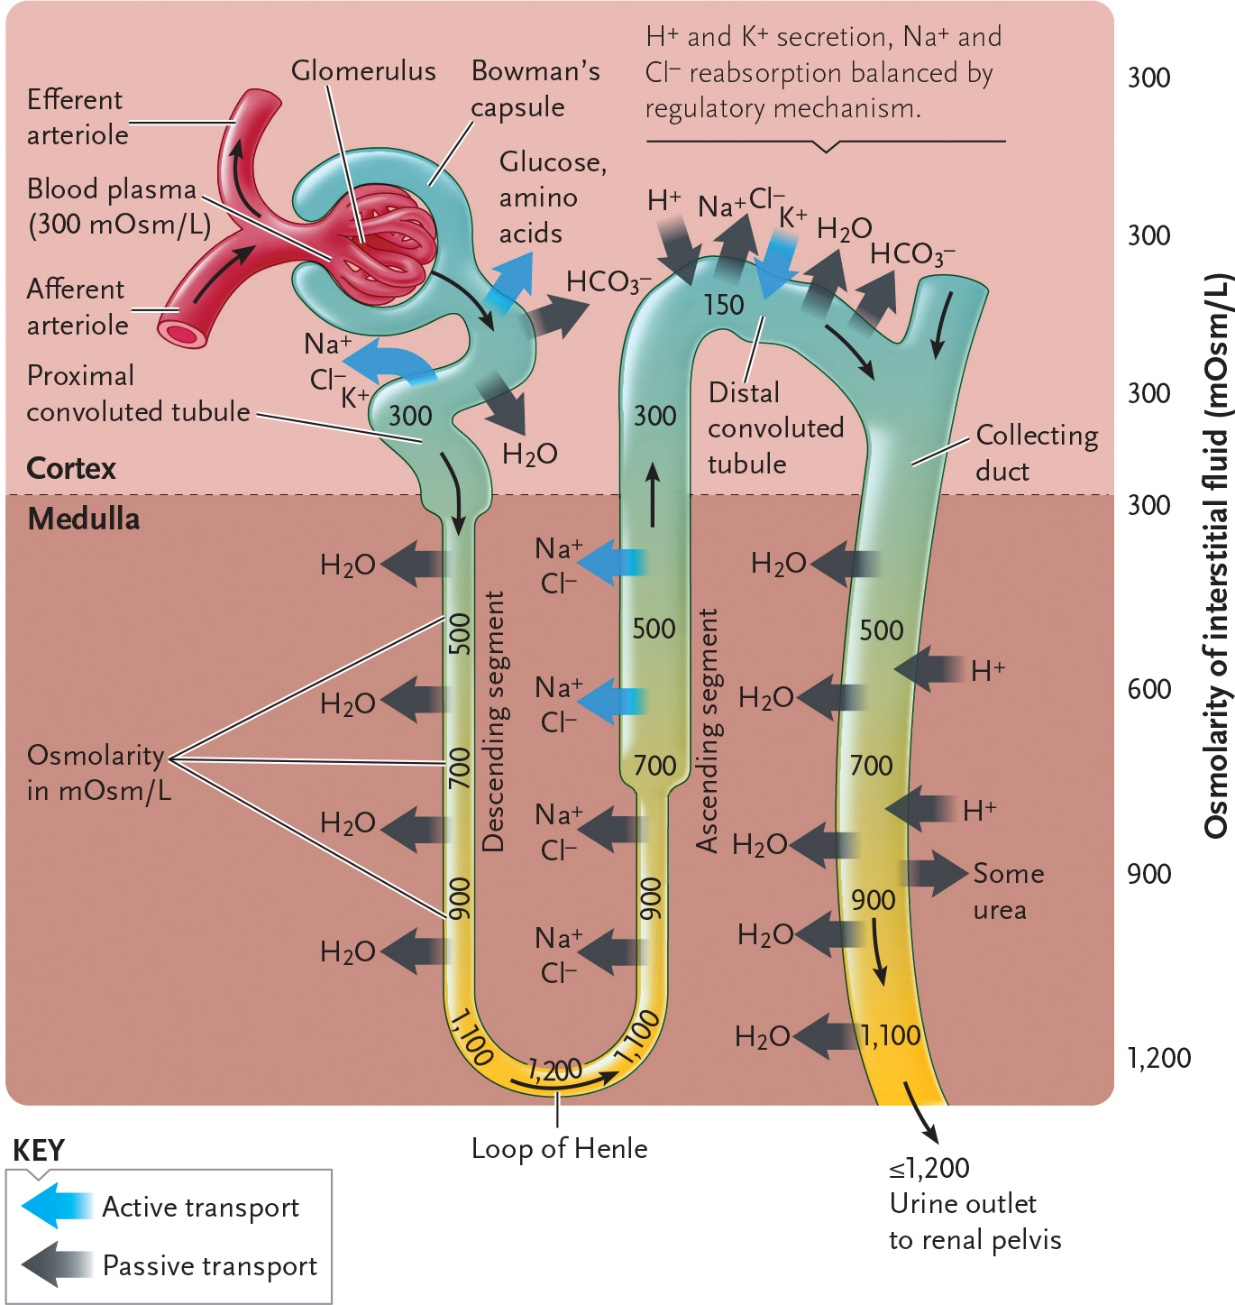 H⁺ and K⁺ secretion, Na⁺ and
Cl⁻ reabsorption balanced by
regulatory mechanism.
Glomerulus
Bowman's
capsule
Efferent
arteriole
Blood plasma
(300 mOsm/L)
Afferent
arteriole
Glucose,
amino
acids
HCO₃⁻
Na⁺
Cl⁻
K⁺
Proximal
convoluted tubule
300
H₂O
Cortex
Medulla
H⁺
Na⁺
Cl⁻
K⁺
H₂O
HCO₃⁻
150
300
Distal
convoluted
tubule
Collecting
duct
H₂O
H₂O
H₂O
H₂O
500
700
900
1,100
Descending segment
Osmolarity
in mOsm/L
1,200
Loop of Henle
Na⁺
Cl⁻
Na⁺
Cl⁻
Na⁺
Cl⁻
Na⁺
Cl⁻
500
700
900
1,100
Ascending segment
H₂O
H₂O
H₂O
H₂O
H₂O
500
700
900
1,100
H⁺
H⁺
Some
urea
≤1,200
Urine outlet
to renal pelvis
300
300
300
300
600
900
1,200
Osmolarity of interstitial fluid (mOsm/L)
KEY
Active transport
Passive transport